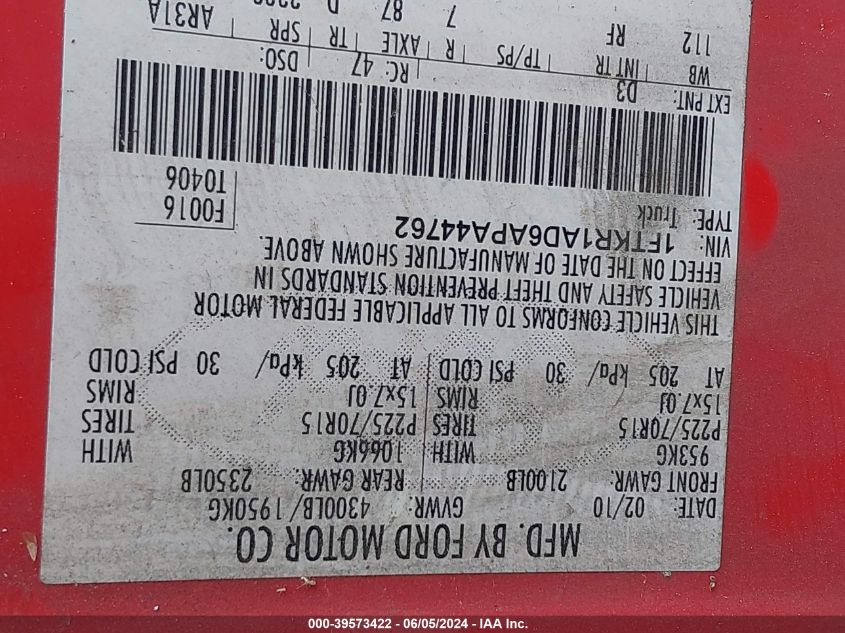 MFD. BY FORD MOTOR CO.
DATE: 02/10 GVWR: 4300LB/1950KG
FRONT GAWR: 2100LB REAR GAWR: 2350LB
953KG WITH 1066KG WITH
P225/70R15 TIRES P225/70R15 TIRES
15x7.0J RIMS 15x7.0J RIMS
AT 205 kPa/ 30 PSI COLD AT 205 kPa/ 30 PSI COLD
THIS VEHICLE CONFORMS TO ALL APPLICABLE FEDERAL MOTOR
VEHICLE SAFETY AND THEFT PREVENTION STANDARDS IN
EFFECT ON THE DATE OF MANUFACTURE SHOWN ABOVE.
VIN: 1FTKR1AD6APA44762 F0016
TYPE: Truck T0406
EXT PNT: D3 RC: 47 DSO:
WB INT TR TP/PS R AXLE TR SPR AR31A
112 RF 7 87 D
000-39573422 - 06/05/2024 - IAA Inc.